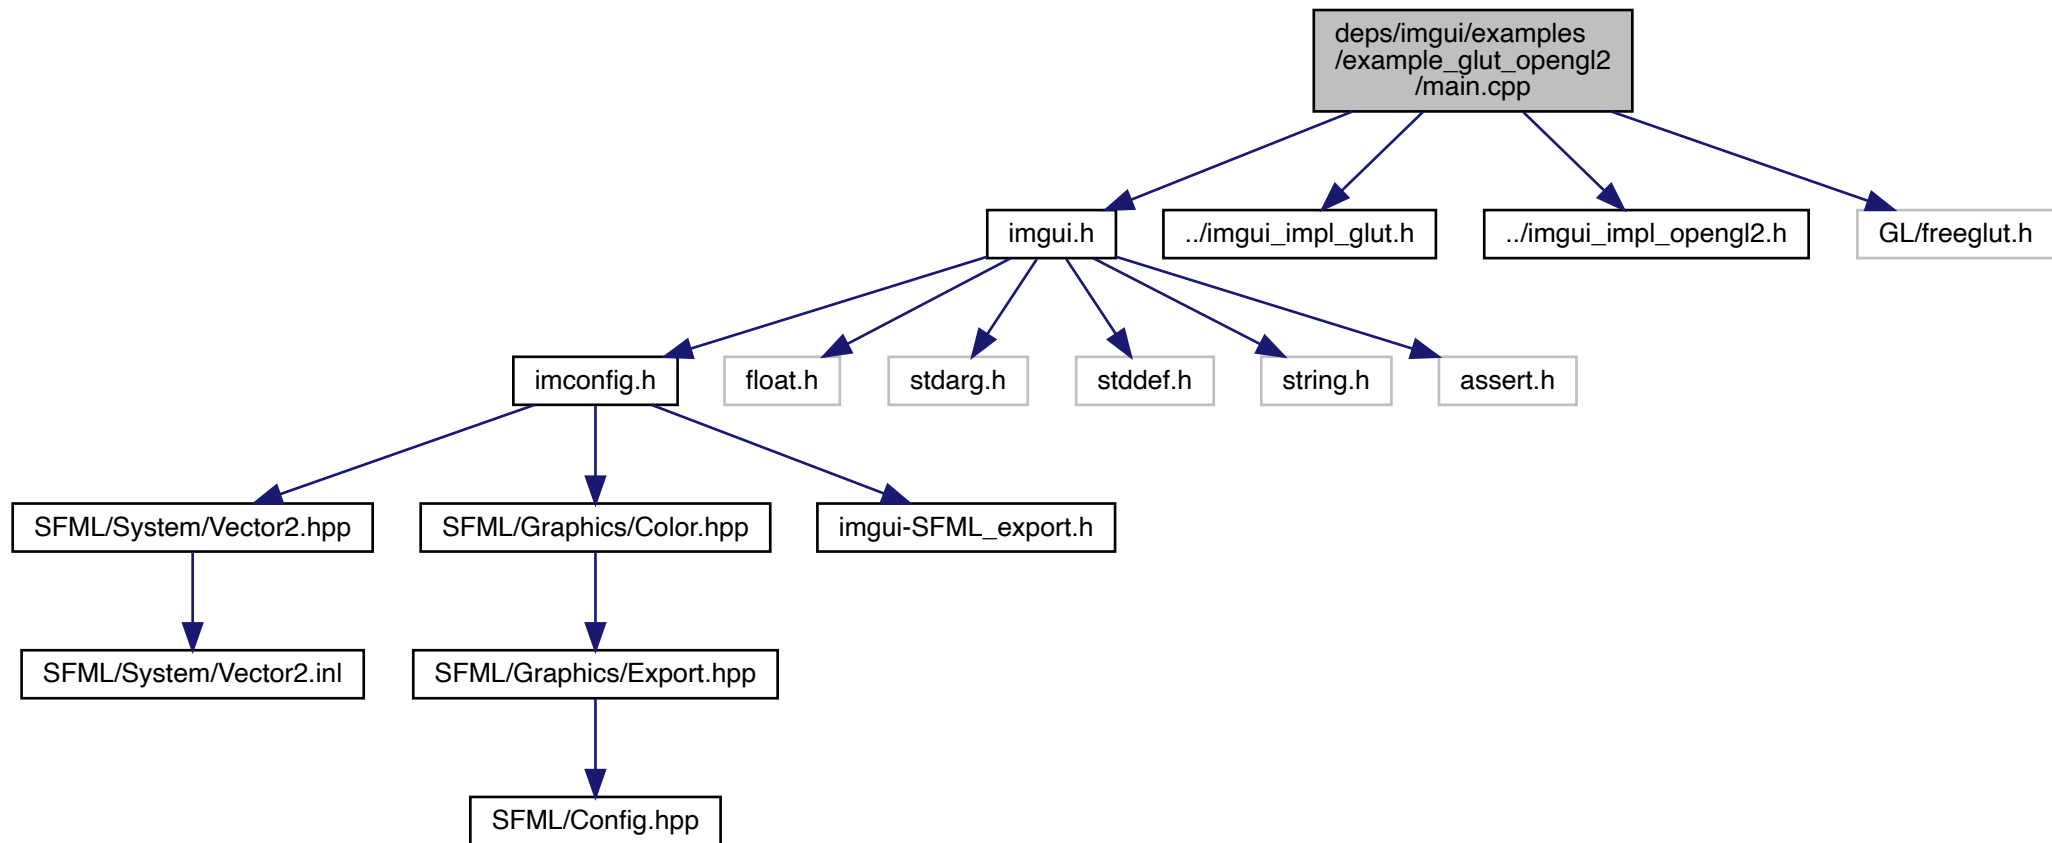 deps/imgui/examples
/example_glut_opengl2
/main.cpp
imgui.h
../imgui_impl_glut.h
../imgui_impl_opengl2.h
GL/freeglut.h
imconfig.h
float.h
stdarg.h
stddef.h
string.h
assert.h
SFML/System/Vector2.hpp
SFML/Graphics/Color.hpp
imgui-SFML_export.h
SFML/System/Vector2.inl
SFML/Graphics/Export.hpp
SFML/Config.hpp